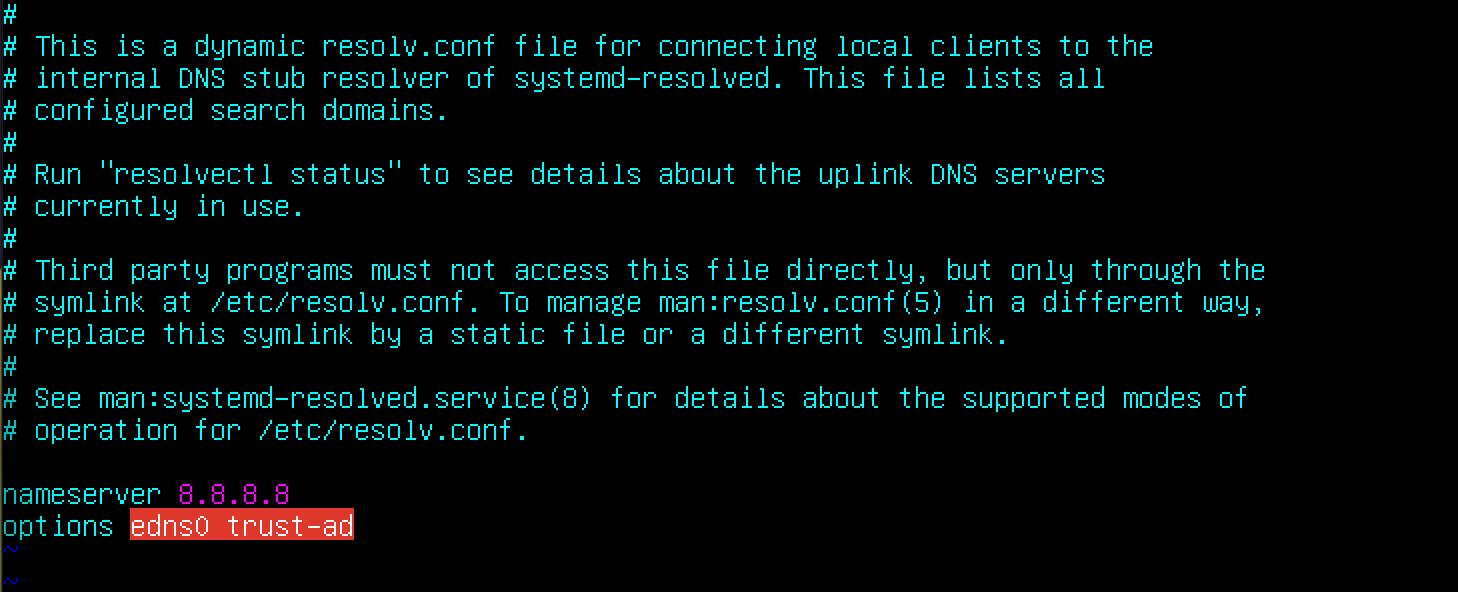 #
# This is a dynamic resolv.conf file for connecting local clients to the
# internal DNS stub resolver of systemd-resolved. This file lists all
# configured search domains.
#
# Run "resolvectl status" to see details about the uplink DNS servers
# currently in use.
#
# Third party programs must not access this file directly, but only through the
# symlink at /etc/resolv.conf. To manage man:resolv.conf(5) in a different way,
# replace this symlink by a static file or a different symlink.
#
# See man:systemd-resolved.service(8) for details about the supported modes of
# operation for /etc/resolv.conf.

nameserver 8.8.8.8
options edns0 trust-ad
~
~